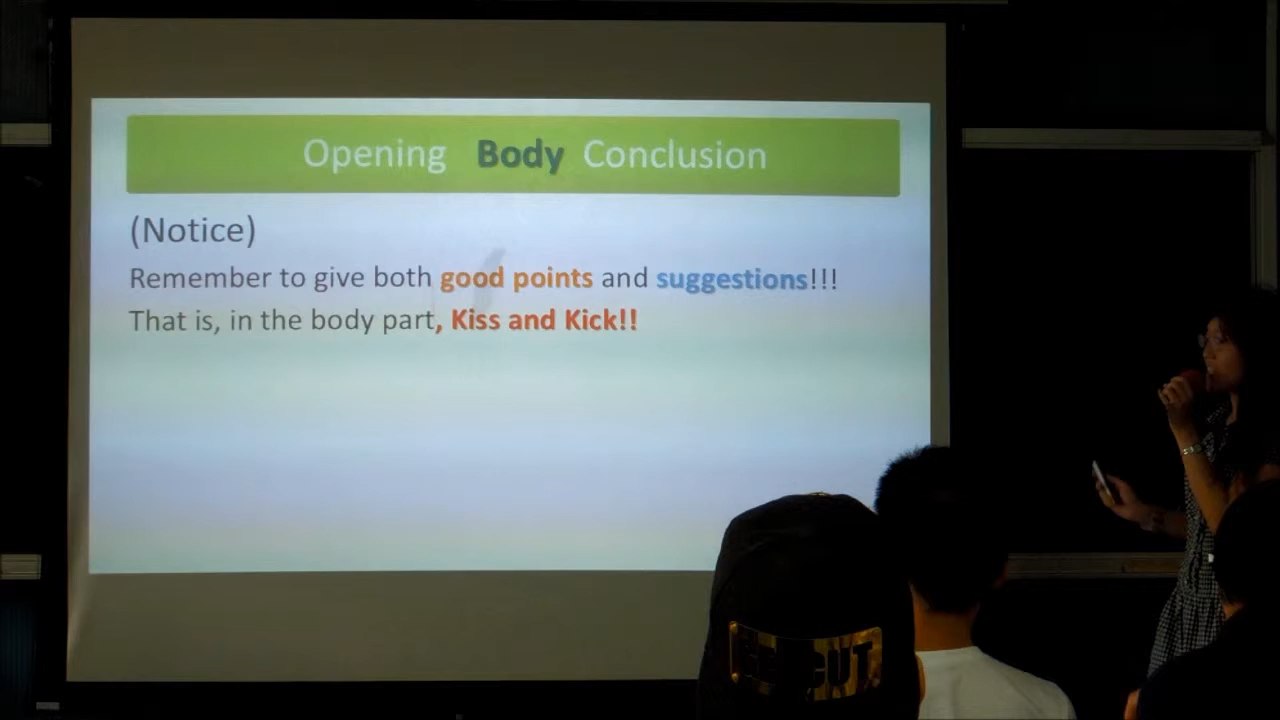 Opening Body Conclusion
(Notice)
Remember to give both good points and suggestions!!!
That is, in the body part, Kiss and Kick!!